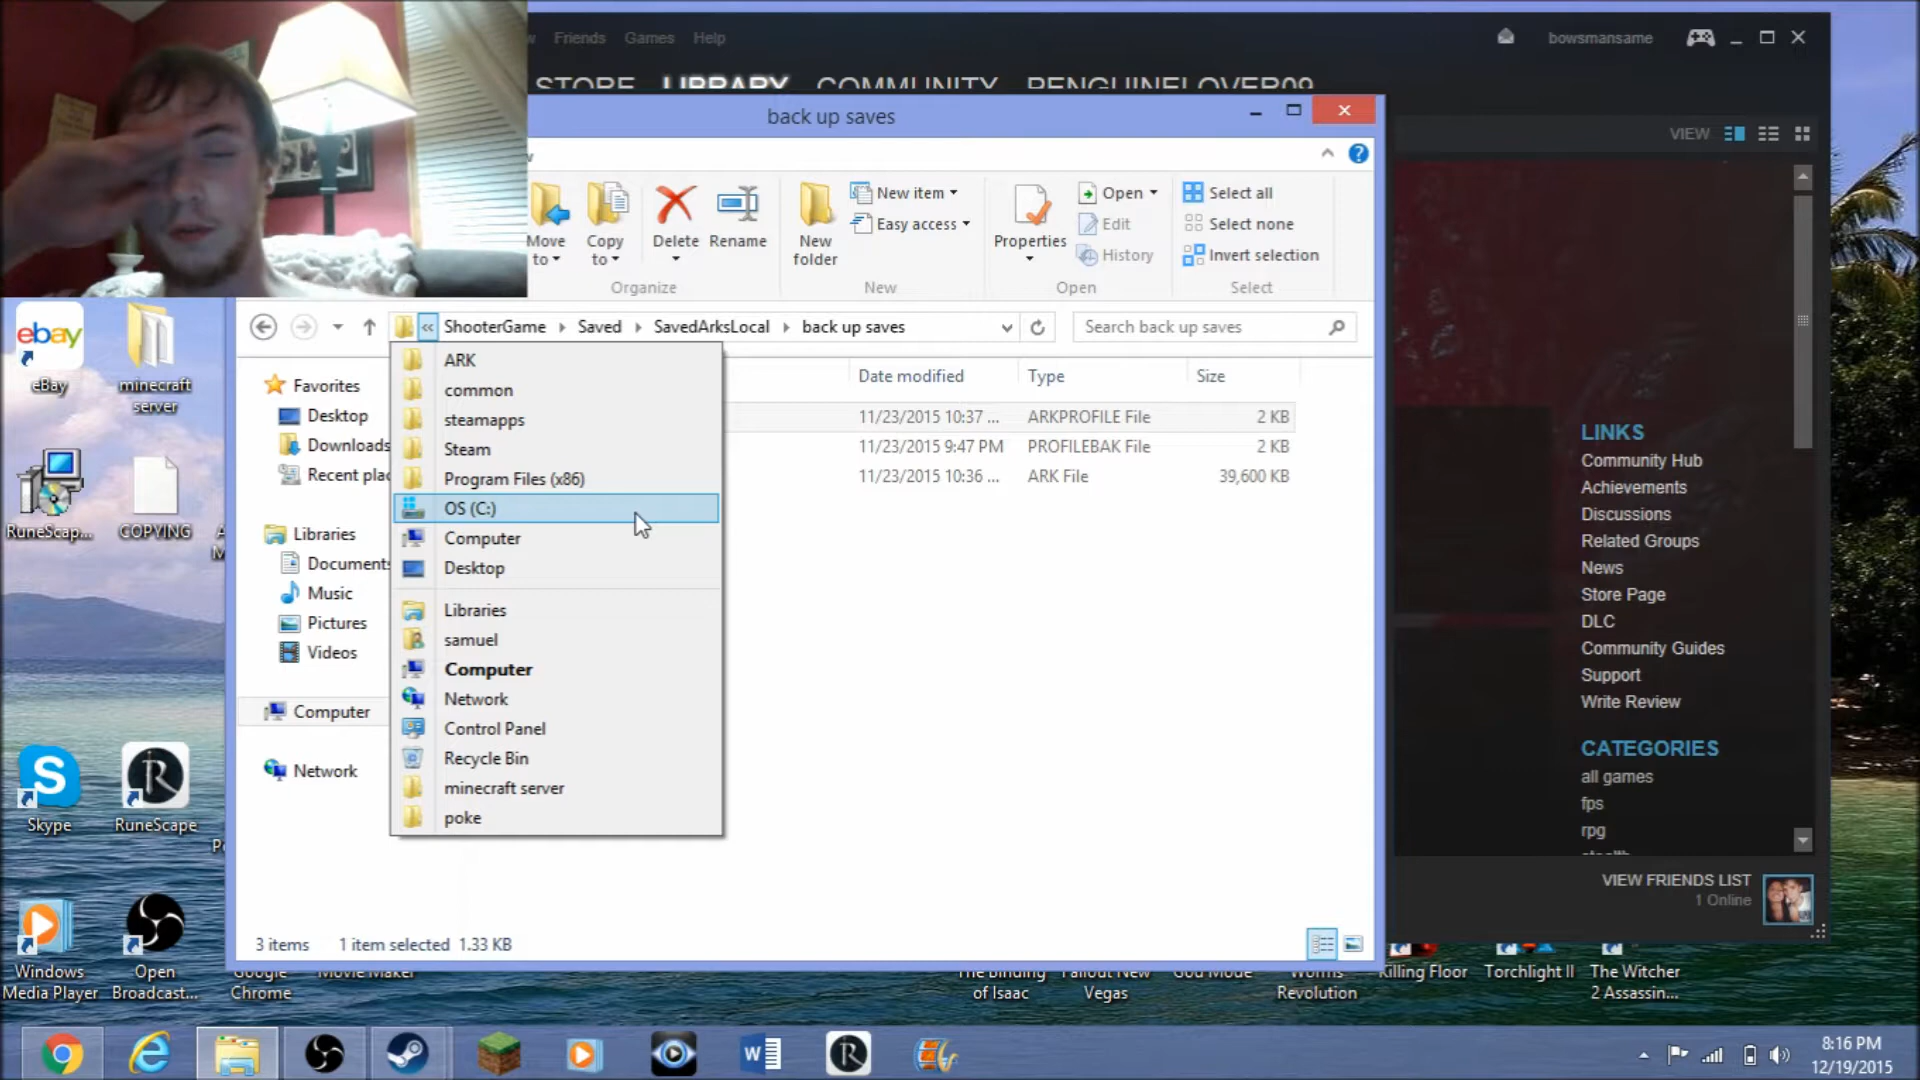 Friends Games Help
bowsmansame
STORE LIBRARY COMMUNITY PENGUINELOVER09
back up saves
VIEW
Move to
Copy to
Delete
Rename
New folder
New item
Easy access
Properties
Open
Edit
History
Select all
Select none
Invert selection
Organize
New
Open
Select
« ShooterGame Saved SavedArksLocal back up saves
Search back up saves
Date modified Type Size
11/23/2015 10:37 ... ARKPROFILE File 2 KB
11/23/2015 9:47 PM PROFILEBAK File 2 KB
11/23/2015 10:36 ... ARK File 39,600 KB
Favorites
Desktop
Downloads
Recent plac
Libraries
Documents
Music
Pictures
Videos
Computer
Network
ARK
common
steamapps
Steam
Program Files (x86)
OS (C:)
Computer
Desktop
Libraries
samuel
Computer
Network
Control Panel
Recycle Bin
minecraft server
poke
3 items 1 item selected 1.33 KB
LINKS
Community Hub
Achievements
Discussions
Related Groups
News
Store Page
DLC
Community Guides
Support
Write Review
CATEGORIES
all games
fps
rpg
VIEW FRIENDS LIST
1 Online
ebay
eBay
minecraft server
RuneScap...
COPYING
Skype
RuneScape
Windows Media Player
Open Broadcast...
Google Chrome
Movie Maker
The Binding of Isaac
Fallout New Vegas
God Mode
Worms Revolution
Killing Floor
Torchlight II
The Witcher 2 Assassin...
8:16 PM
12/19/2015